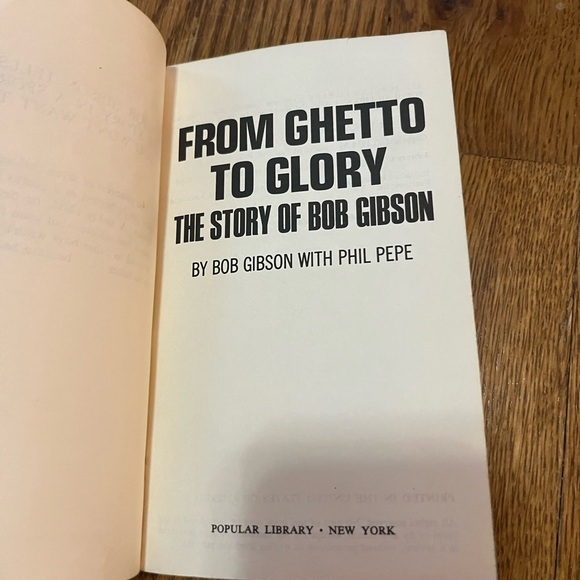 FROM GHETTO
TO GLORY
THE STORY OF BOB GIBSON
BY BOB GIBSON WITH PHIL PEPE
POPULAR LIBRARY • NEW YORK